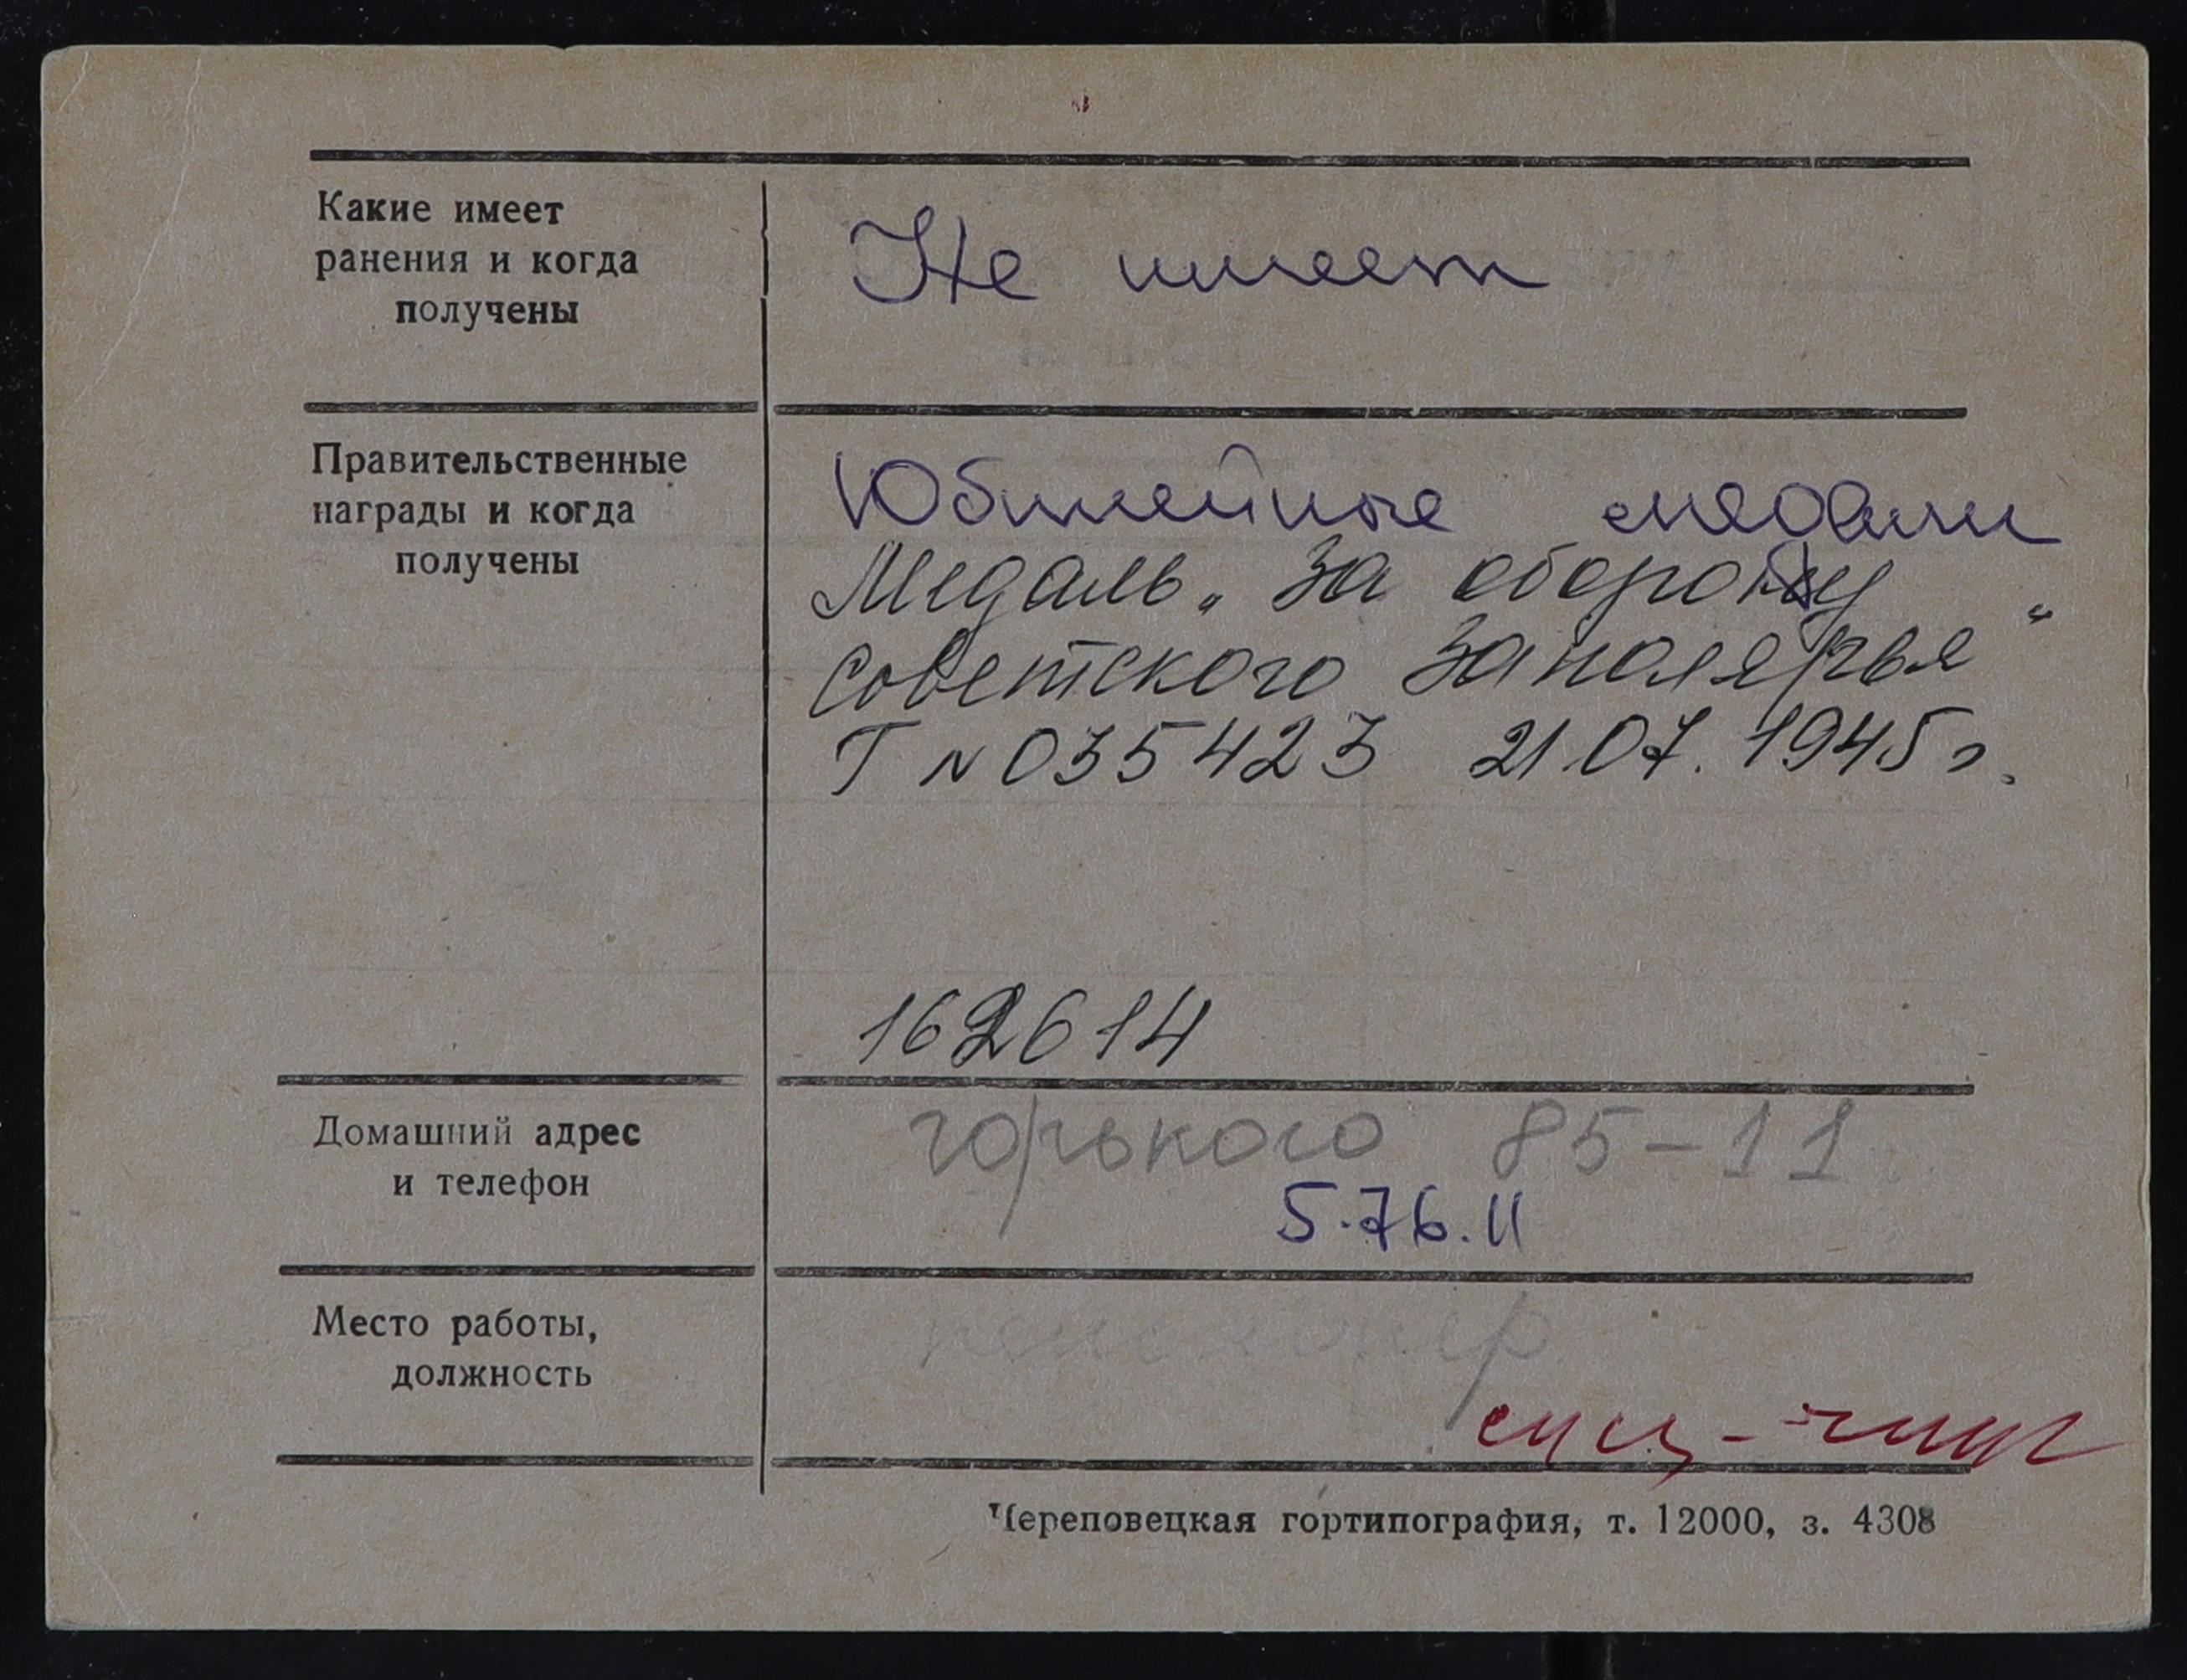 Какие имеет
ранения и когда
получены
Не имеет
Правительственные
награды и когда
получены
Юбилейные медали
Медаль „За оборону
Советского Заполярья“
Т № 035423 21.07.1945 г.
162614
Домашний адрес
и телефон
горького 85-11
5.76.11
Место работы,
должность
пенсионер
Череповецкая гортипография, т. 12000, з. 4308